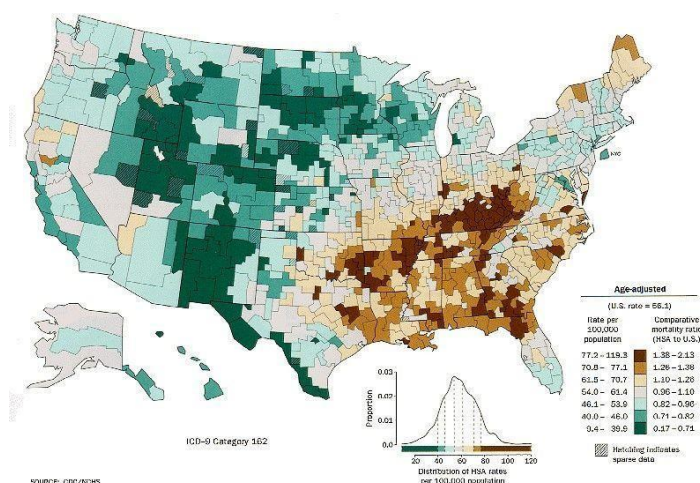 NYC
Age-adjusted
(U.S. rate = 56.1)
Rate per Comparative
100,000 mortality ratio
population (HSA to U.S.)
77.2 – 119.3 1.38 – 2.13
70.8 – 77.1 1.26 – 1.38
61.5 – 70.7 1.10 – 1.26
54.0 – 61.4 0.96 – 1.10
46.1 – 53.9 0.82 – 0.96
40.0 – 46.0 0.71 – 0.82
9.4 – 39.9 0.17 – 0.71
Hatching indicates
sparse data
0.03
0.02
0.01
0.0
Proportion
20 40 60 80 100 120
Distribution of HSA rates
per 100,000 population
ICD-9 Category 162
SOURCE: CDC/NCHS